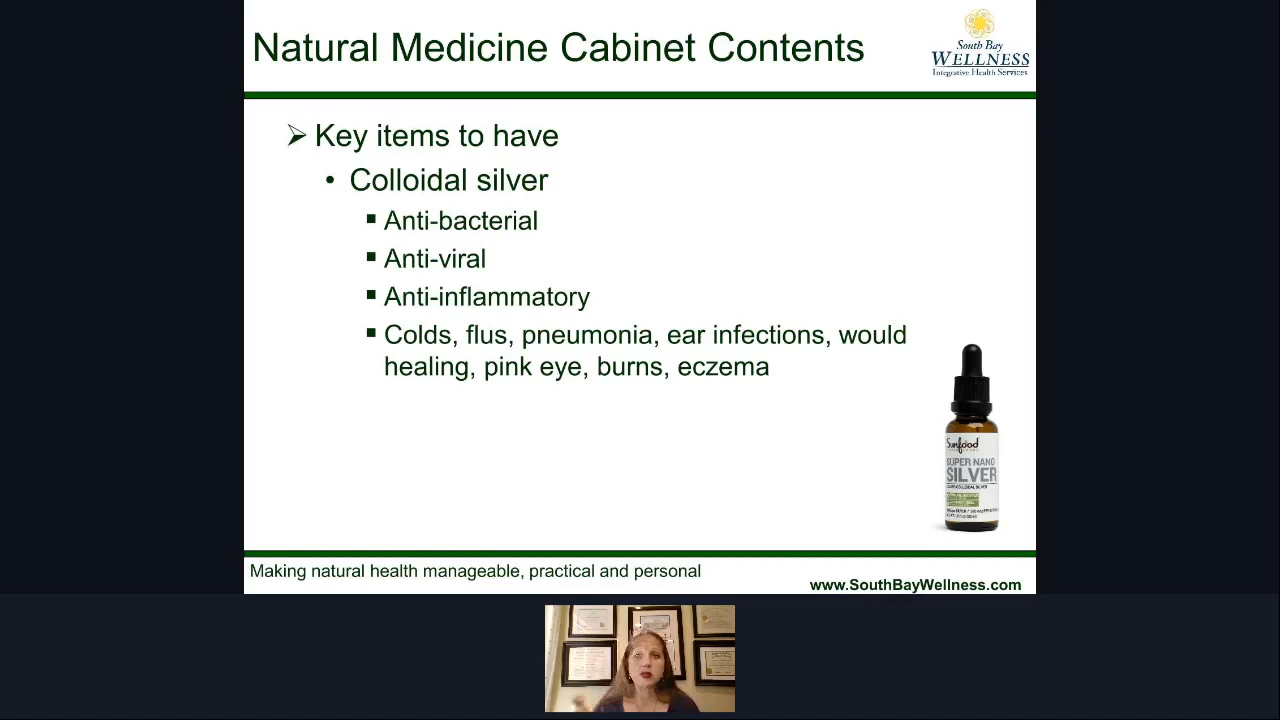 Natural Medicine Cabinet Contents
South Bay
WELLNESS
Integrative Health Services
Key items to have
Colloidal silver
Anti-bacterial
Anti-viral
Anti-inflammatory
Colds, flus, pneumonia, ear infections, would
healing, pink eye, burns, eczema
Sunfood
SUPER NANO
SILVER
Making natural health manageable, practical and personal
www.SouthBayWellness.com